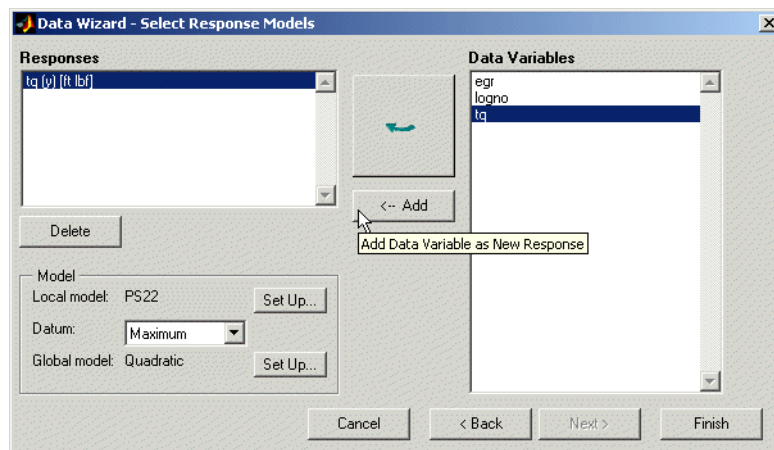 Data Wizard - Select Response Models
Responses
tq (y) [ft lbf]
Data Variables
egr
logno
tq
<-- Add
Add Data Variable as New Response
Delete
Model
Local model: PS22 Set Up...
Datum: Maximum
Global model: Quadratic Set Up...
Cancel < Back Next > Finish